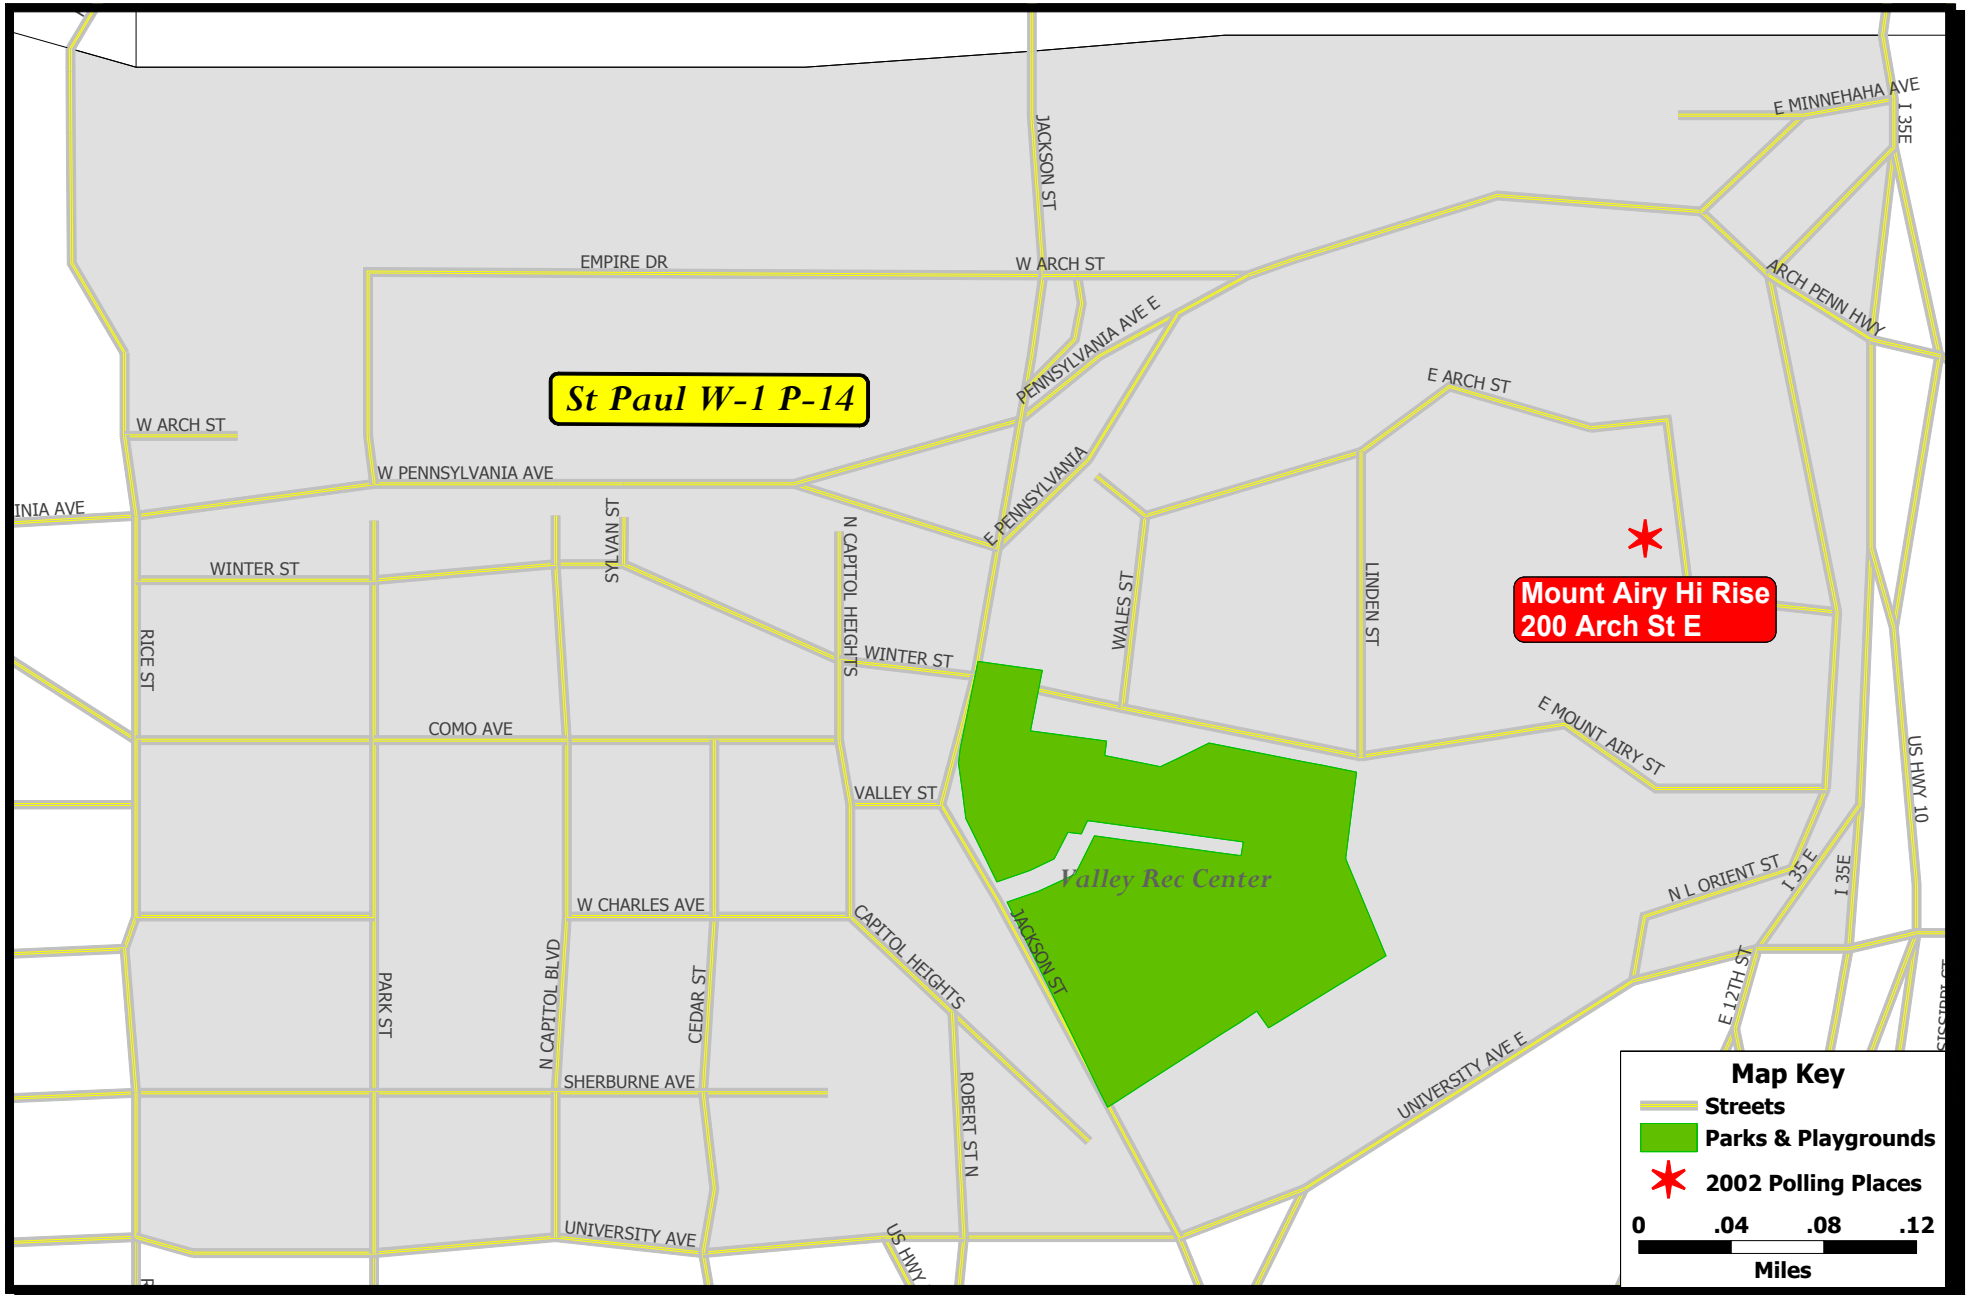 E MINNEHAHA AVE
I 35E
JACKSON ST
EMPIRE DR
W ARCH ST
ARCH PENN HWY
PENNSYLVANIA AVE E
E ARCH ST
St Paul W-1 P-14
W ARCH ST
W PENNSYLVANIA AVE
E PENNSYLVANIA
INIA AVE
SYLVAN ST
N CAPITOL HEIGHTS
WINTER ST
WALES ST
LINDEN ST
Mount Airy Hi Rise
200 Arch St E
RICE ST
WINTER ST
E MOUNT AIRY ST
COMO AVE
US HWY 10
VALLEY ST
Valley Rec Center
N L ORIENT ST
I 35 E
I 35E
W CHARLES AVE
CAPITOL HEIGHTS
JACKSON ST
N CAPITOL BLVD
CEDAR ST
PARK ST
E 12TH ST
SHERBURNE AVE
ROBERT ST N
UNIVERSITY AVE E
UNIVERSITY AVE
US HWY
Map Key
Streets
Parks & Playgrounds
2002 Polling Places
0 .04 .08 .12
Miles